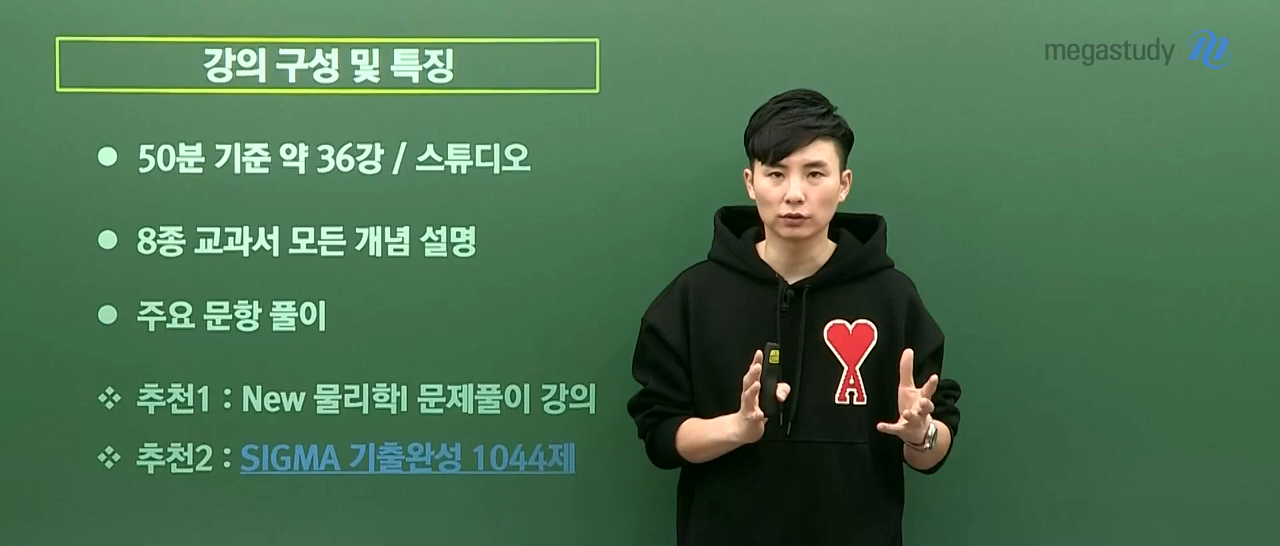 강의 구성 및 특징
megastudy
50분 기준 약 36강 / 스튜디오
8종 교과서 모든 개념 설명
주요 문항 풀이
추천1 : New 물리학I 문제풀이 강의
추천2 : SIGMA 기출완성 1044제
A